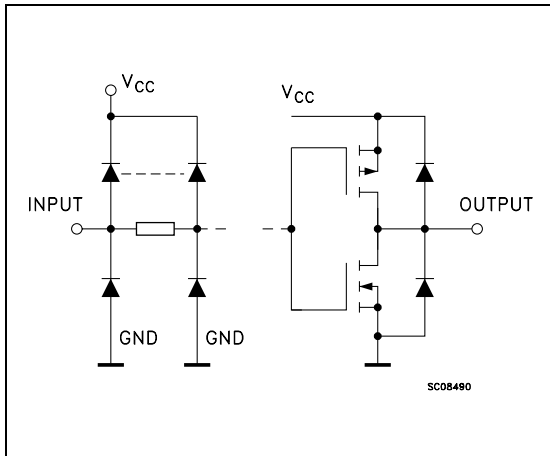 VCC
VCC
INPUT
OUTPUT
GND
GND
SC08490